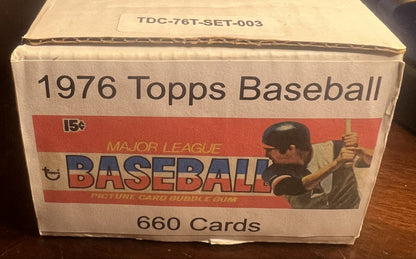 TDC-76T-SET-003
1976 Topps Baseball
15¢
MAJOR LEAGUE
BASEBALL
PICTURE CARD BUBBLE GUM
660 Cards